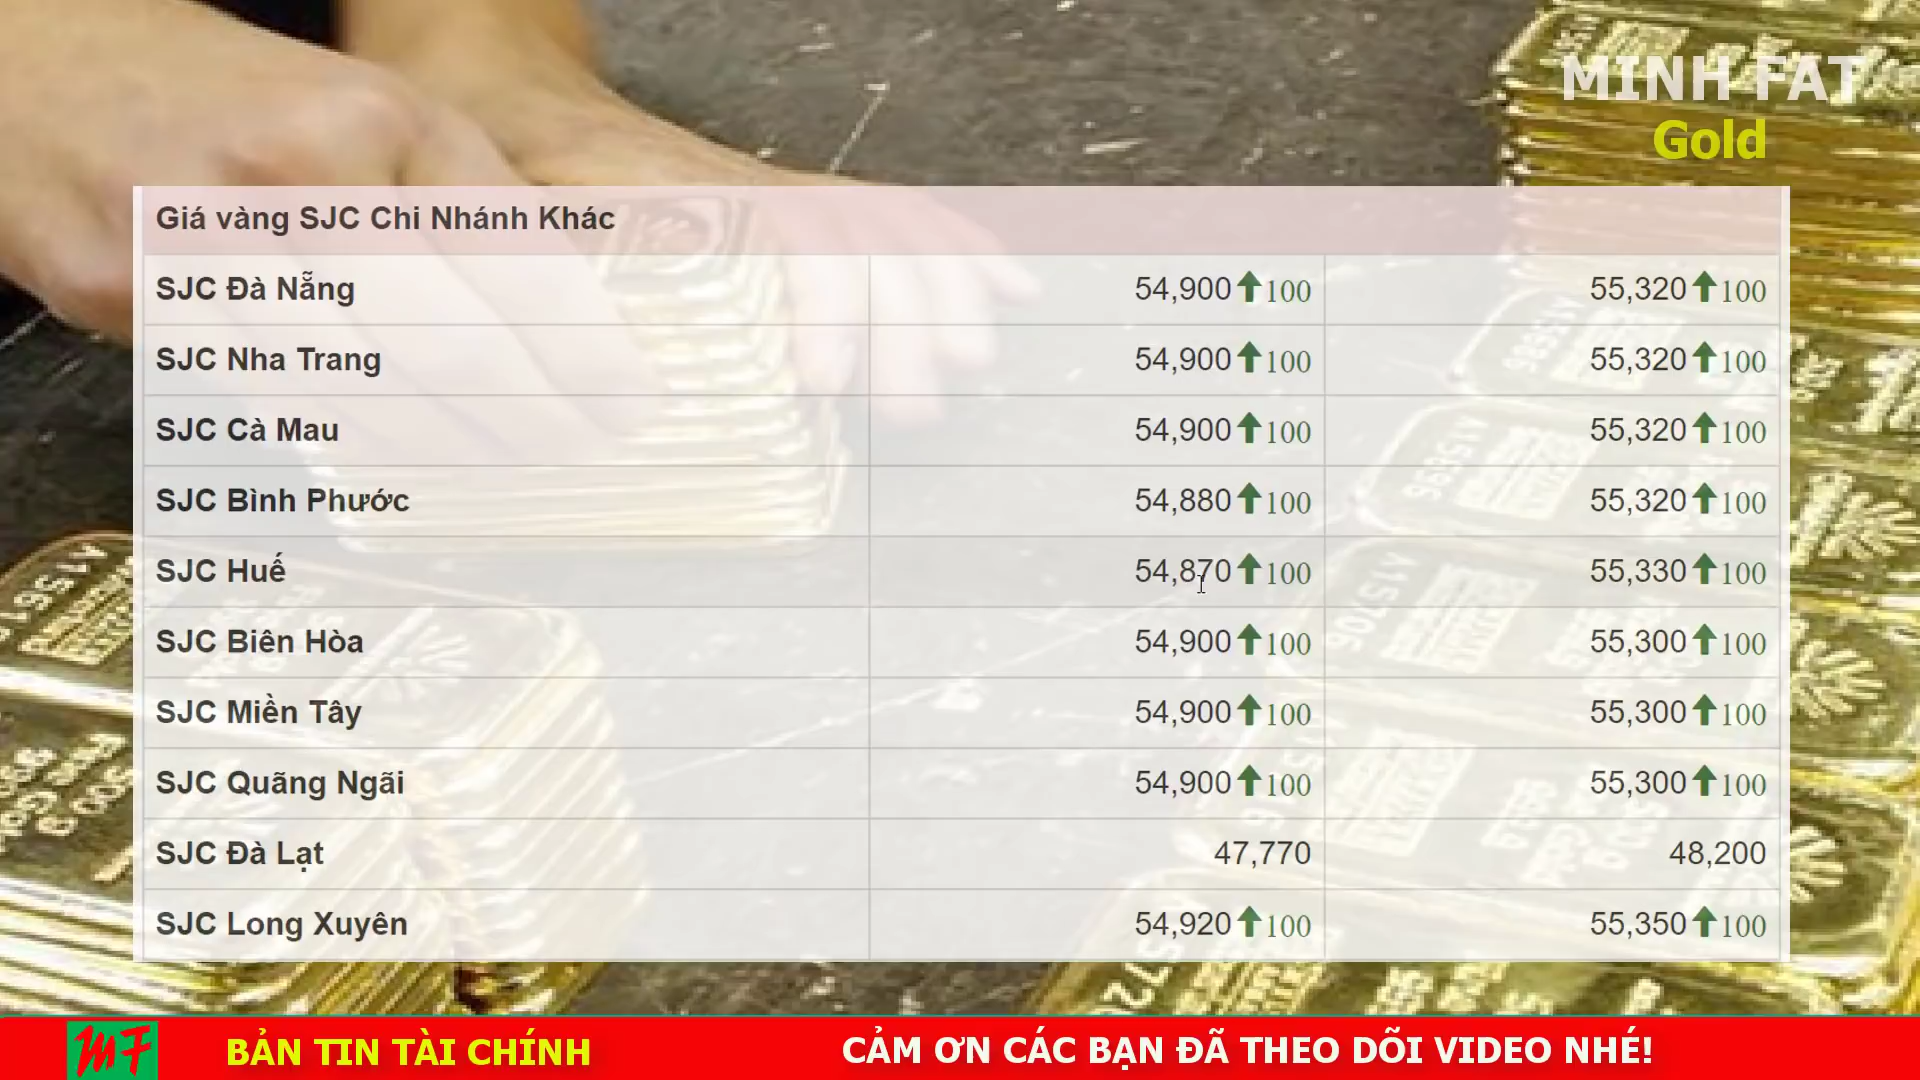 MINH FAT
Gold
Giá vàng SJC Chi Nhánh Khác
SJC Đà Nẵng 54,900 100 55,320 100
SJC Nha Trang 54,900 100 55,320 100
SJC Cà Mau 54,900 100 55,320 100
SJC Bình Phước 54,880 100 55,320 100
SJC Huế 54,870 100 55,330 100
SJC Biên Hòa 54,900 100 55,300 100
SJC Miền Tây 54,900 100 55,300 100
SJC Quãng Ngãi 54,900 100 55,300 100
SJC Đà Lạt 47,770 48,200
SJC Long Xuyên 54,920 100 55,350 100
MF BẢN TIN TÀI CHÍNH CẢM ƠN CÁC BẠN ĐÃ THEO DÕI VIDEO NHÉ!